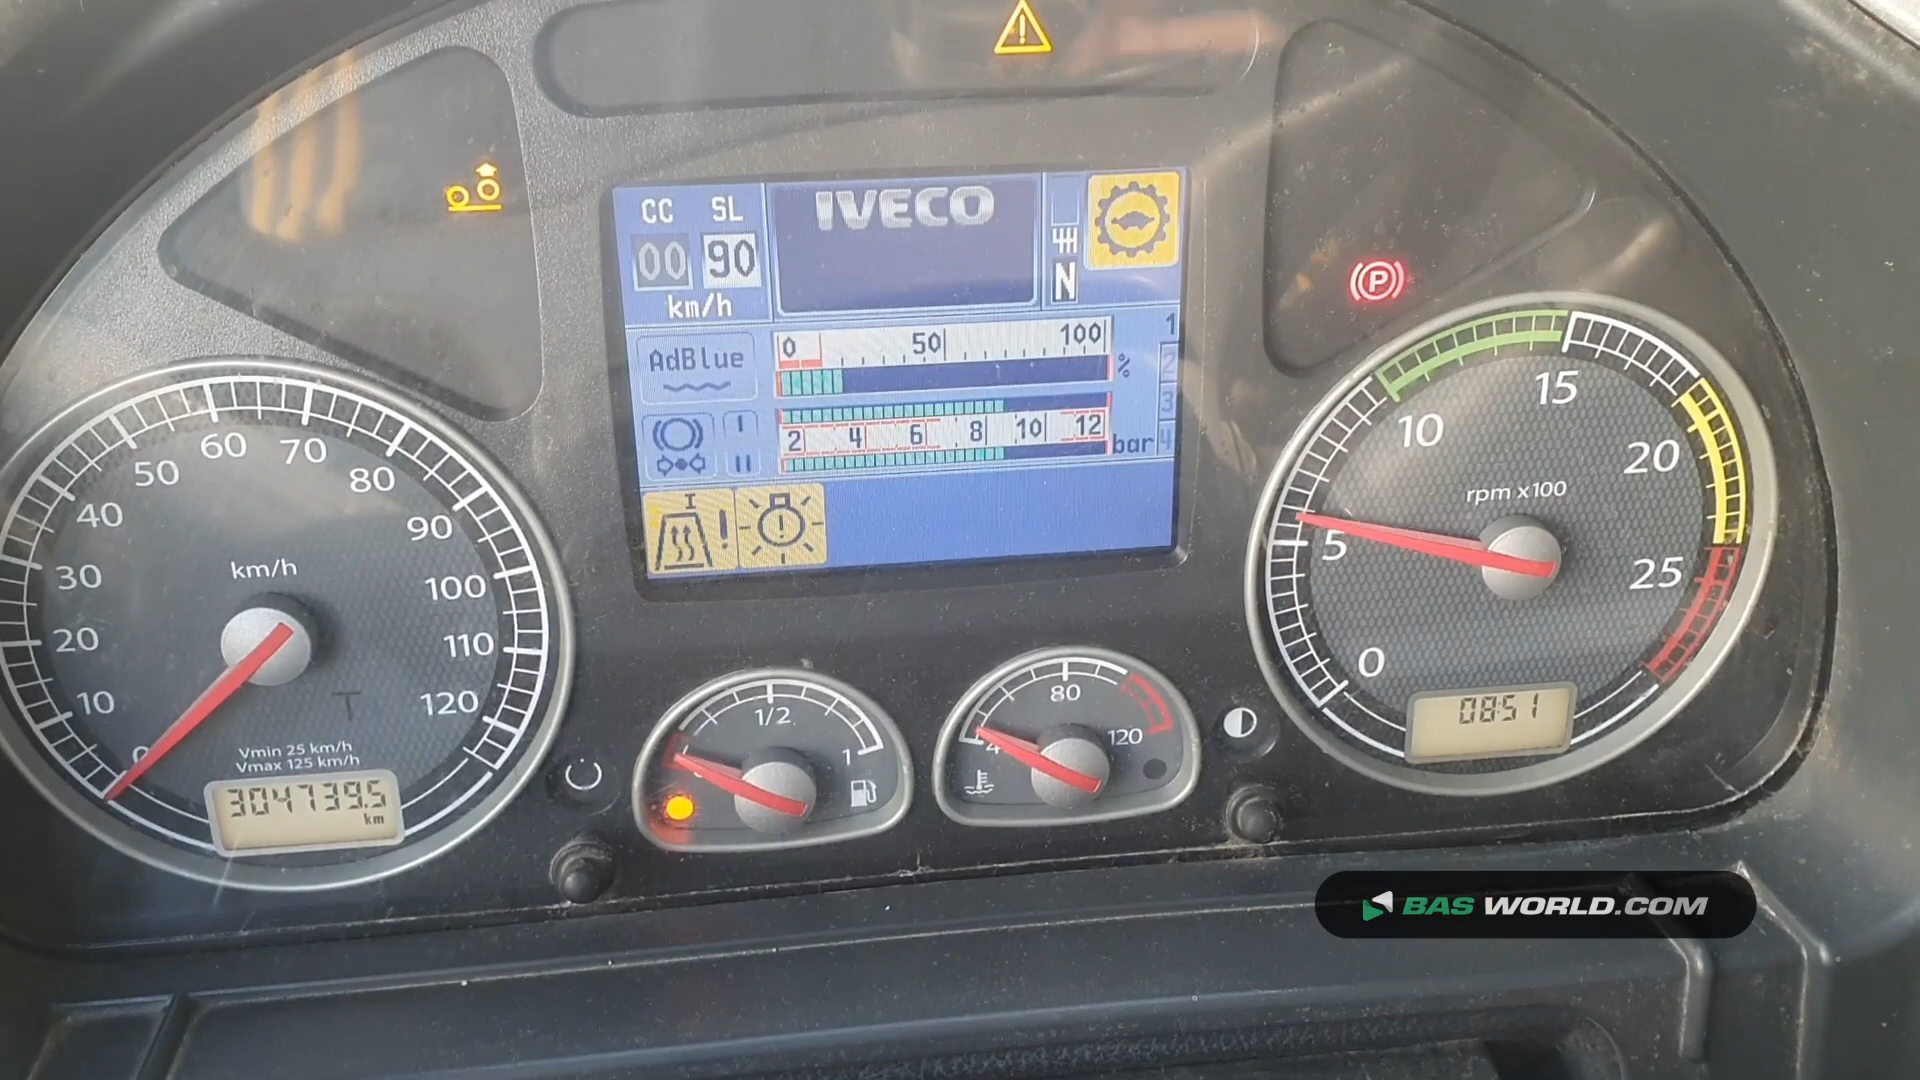 CC SL
00 90
km/h
IVECO
N
AdBlue
0 50 100
%
1
2
3
4
I
II
2 4 6 8 10 12
bar
I
!
!
0 10 20 30 40 50 60 70 80 90 100 110 120
km/h
T
Vmin 25 km/h
Vmax 125 km/h
304739.5
km
1/2
1
80
120
P
0 5 10 15 20 25
rpm x100
08:51
BAS WORLD.COM